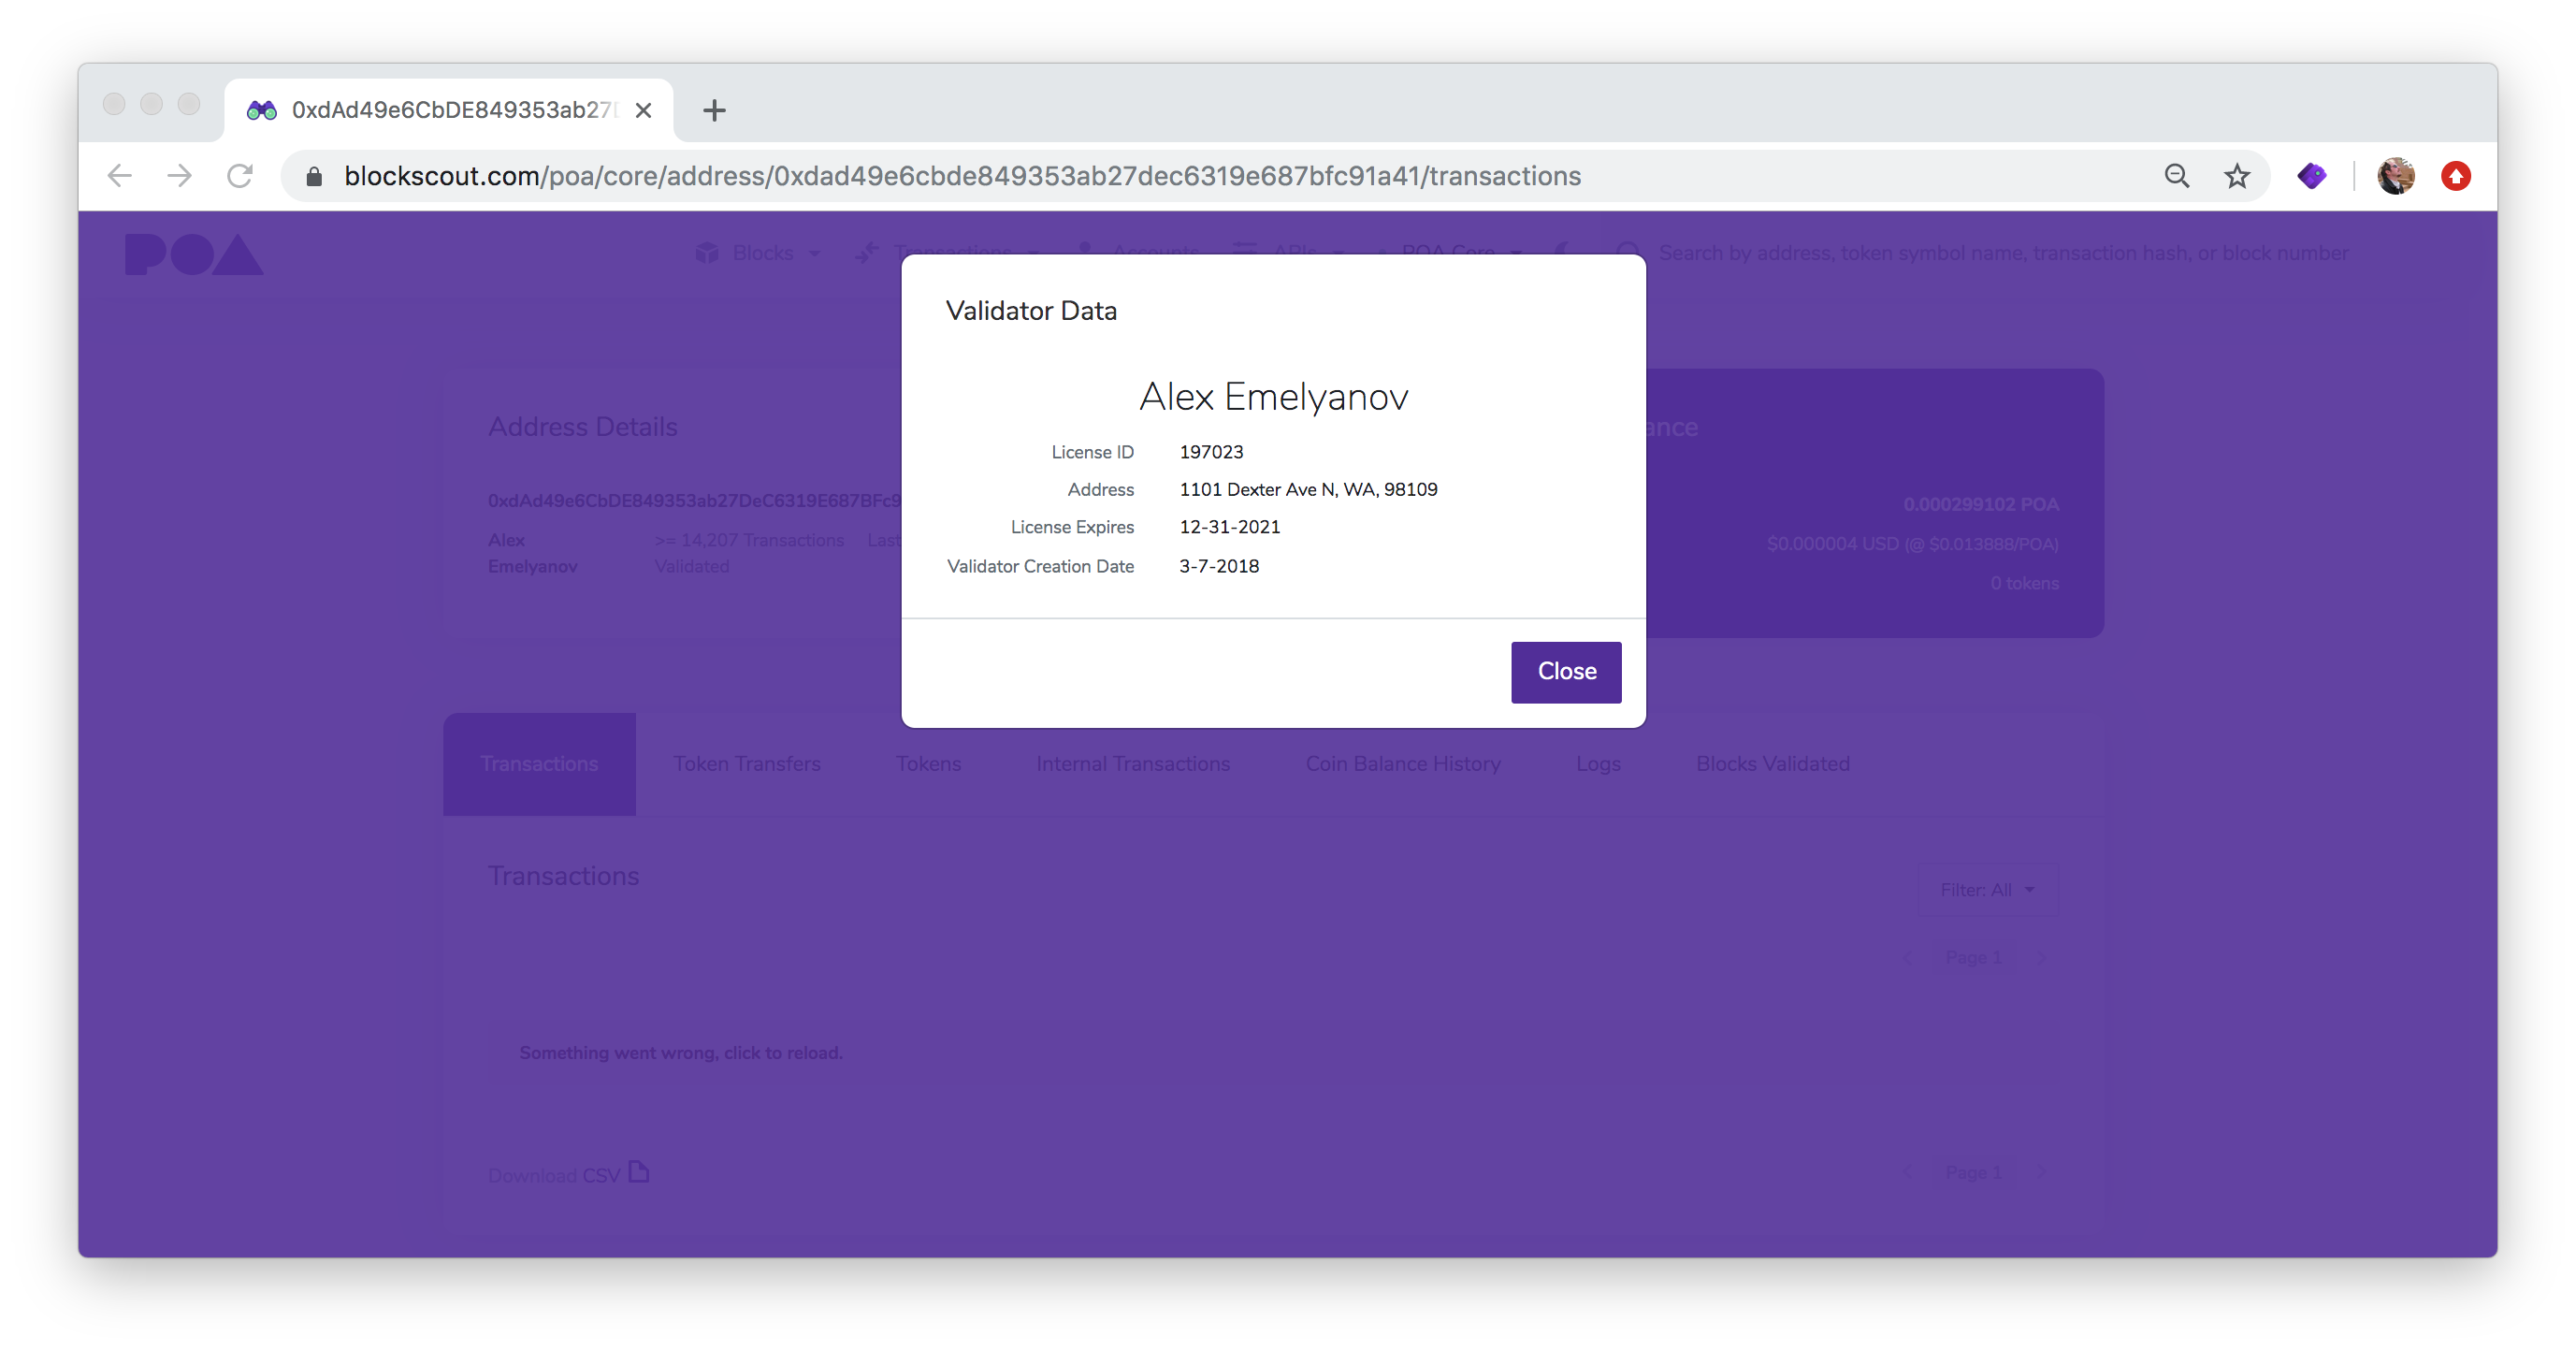 0xdAd49e6CbDE849353ab27
blockscout.com/poa/core/address/0xdad49e6cbde849353ab27dec6319e687bfc91a41/transactions
POA
Blocks
Transactions
Accounts
APIs
POA Core
Search by address, token symbol name, transaction hash, or block number
Validator Data
Alex Emelyanov
License ID 197023
Address 1101 Dexter Ave N, WA, 98109
License Expires 12-31-2021
Validator Creation Date 3-7-2018
Close
Address Details
0xdAd49e6CbDE849353ab27DeC6319E687BFc9
Alex Emelyanov
>= 14,207 Transactions Last
Validated
ance
0.000299102 POA
$0.000004 USD (@ $0.013888/POA)
0 tokens
Transactions
Token Transfers
Tokens
Internal Transactions
Coin Balance History
Logs
Blocks Validated
Transactions
Filter: All
Page 1
Something went wrong, click to reload.
Download CSV
Page 1